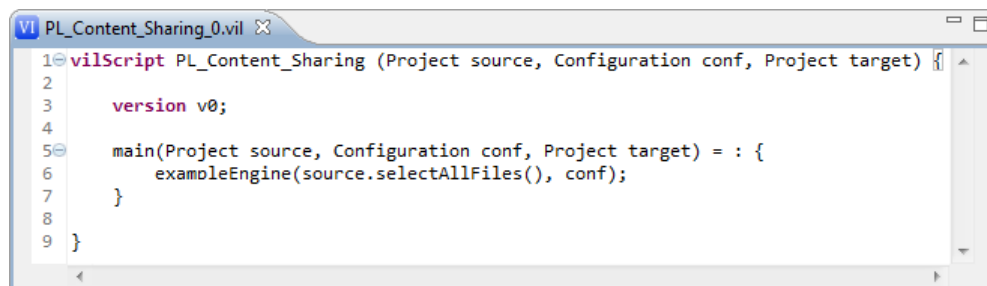 VI PL_Content_Sharing_0.vil
1 vilScript PL_Content_Sharing (Project source, Configuration conf, Project target) {
2
3     version v0;
4
5     main(Project source, Configuration conf, Project target) = : {
6         exampleEngine(source.selectAllFiles(), conf);
7     }
8
9 }